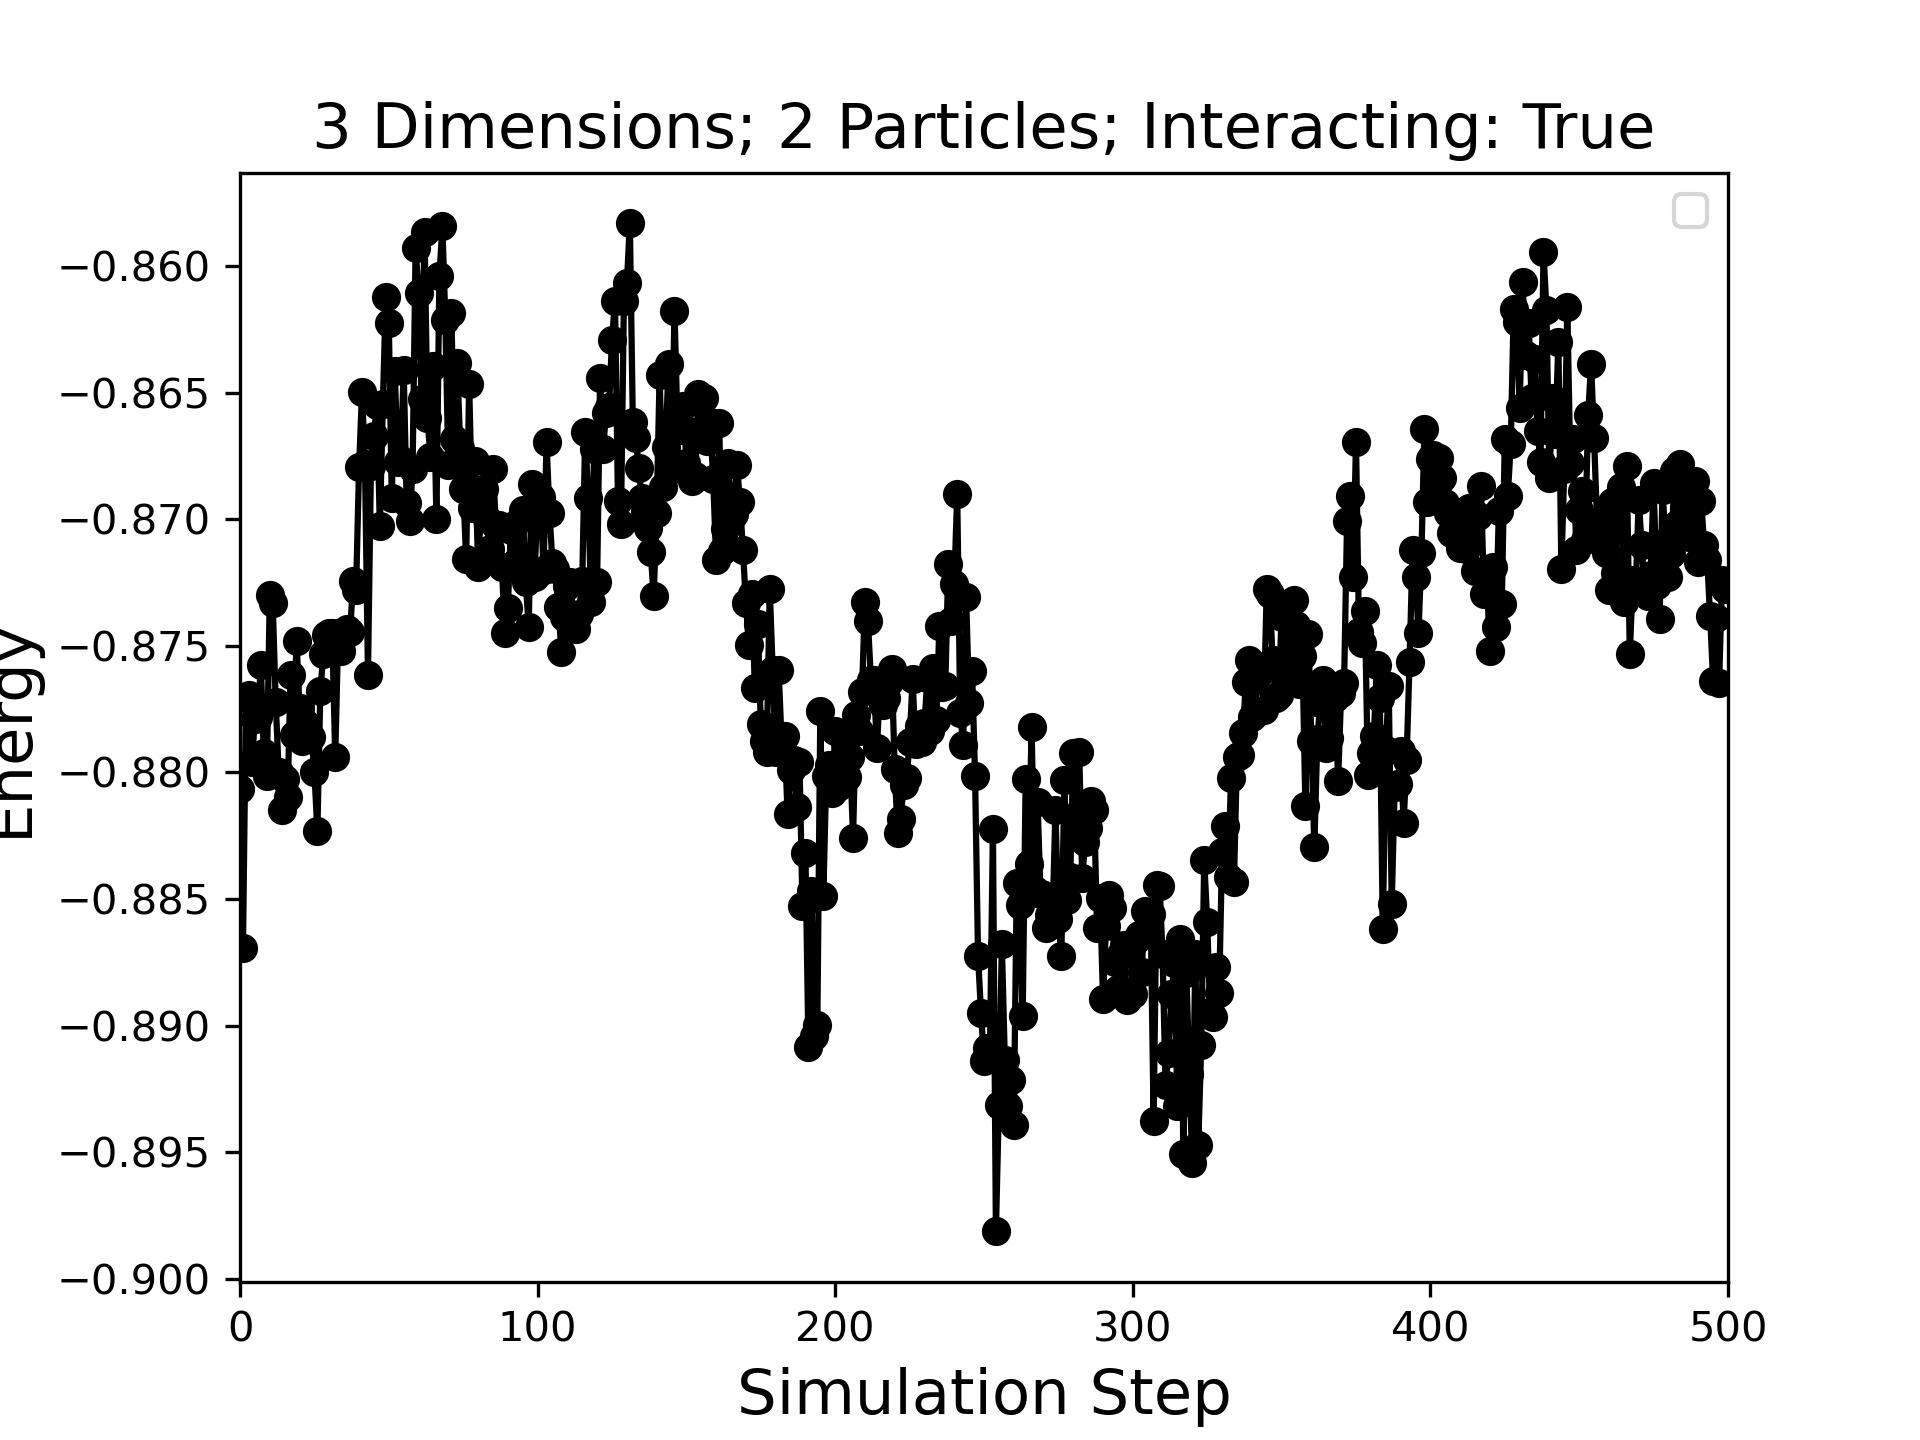 3 Dimensions; 2 Particles; Interacting: True
Energy
−0.860
−0.865
−0.870
−0.875
−0.880
−0.885
−0.890
−0.895
−0.900
0 100 200 300 400 500
Simulation Step